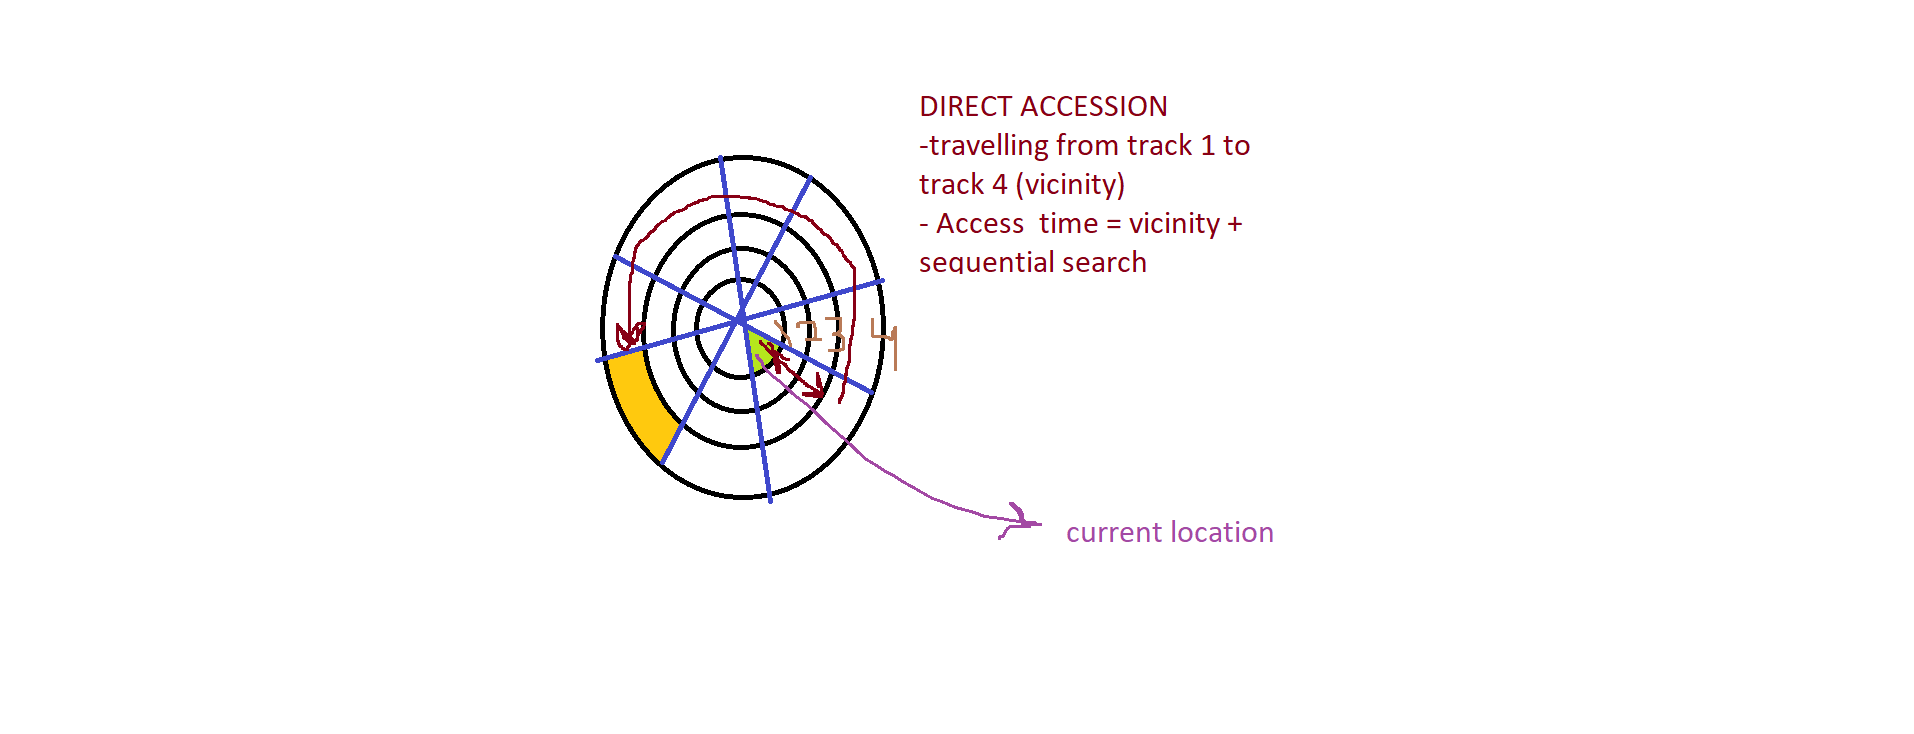 DIRECT ACCESSION
-travelling from track 1 to
track 4 (vicinity)
- Access  time = vicinity +
sequential search
2 3 4
current location